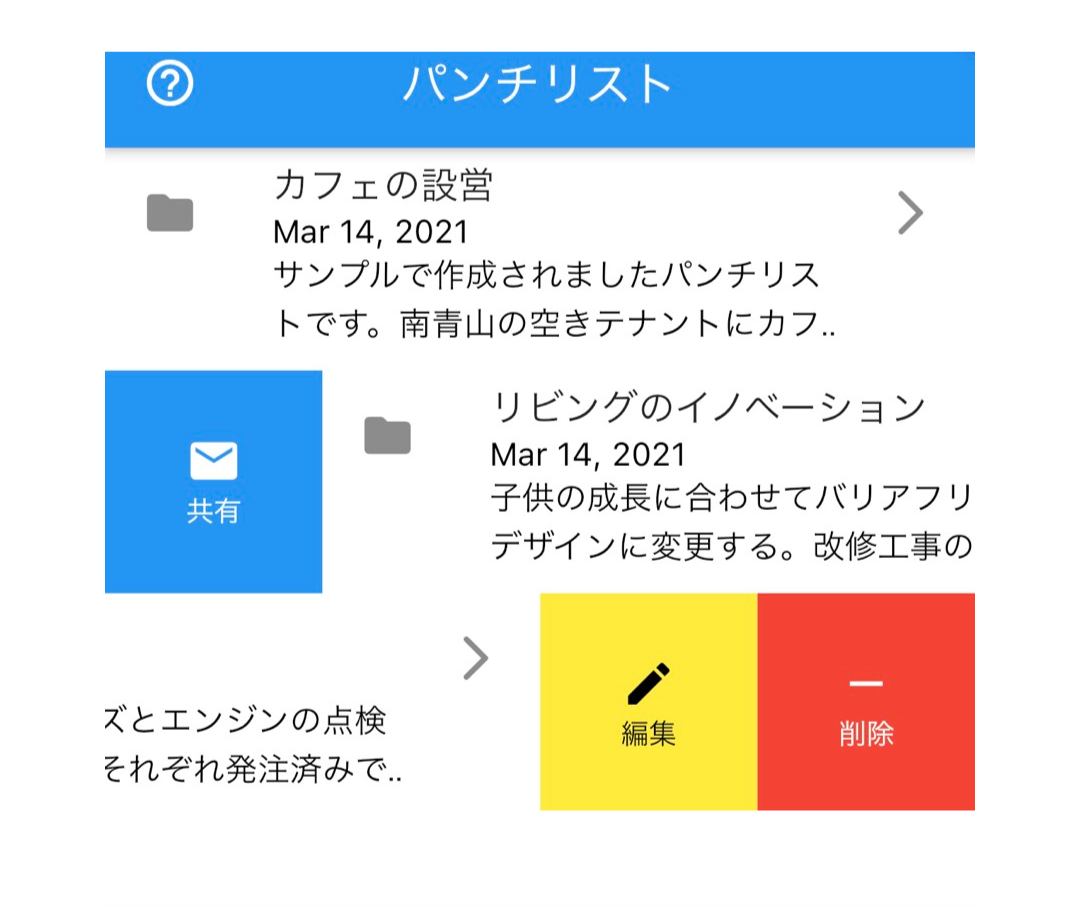 パンチリスト
カフェの設営
Mar 14, 2021
サンプルで作成されましたパンチリス
トです。南青山の空きテナントにカフ..
共有
リビングのイノベーション
Mar 14, 2021
子供の成長に合わせてバリアフリ
デザインに変更する。改修工事の
ズとエンジンの点検
それぞれ発注済みで..
編集
削除